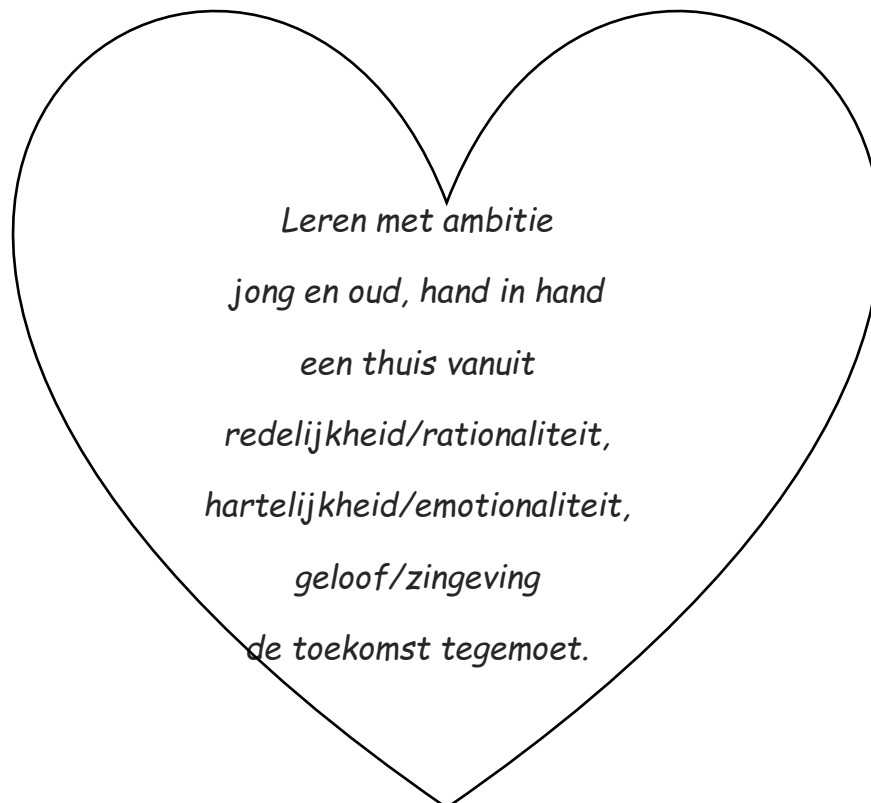 Leren met ambitie
jong en oud, hand in hand
een thuis vanuit
redelijkheid/rationaliteit,
hartelijkheid/emotionaliteit,
geloof/zingeving
de toekomst tegemoet.